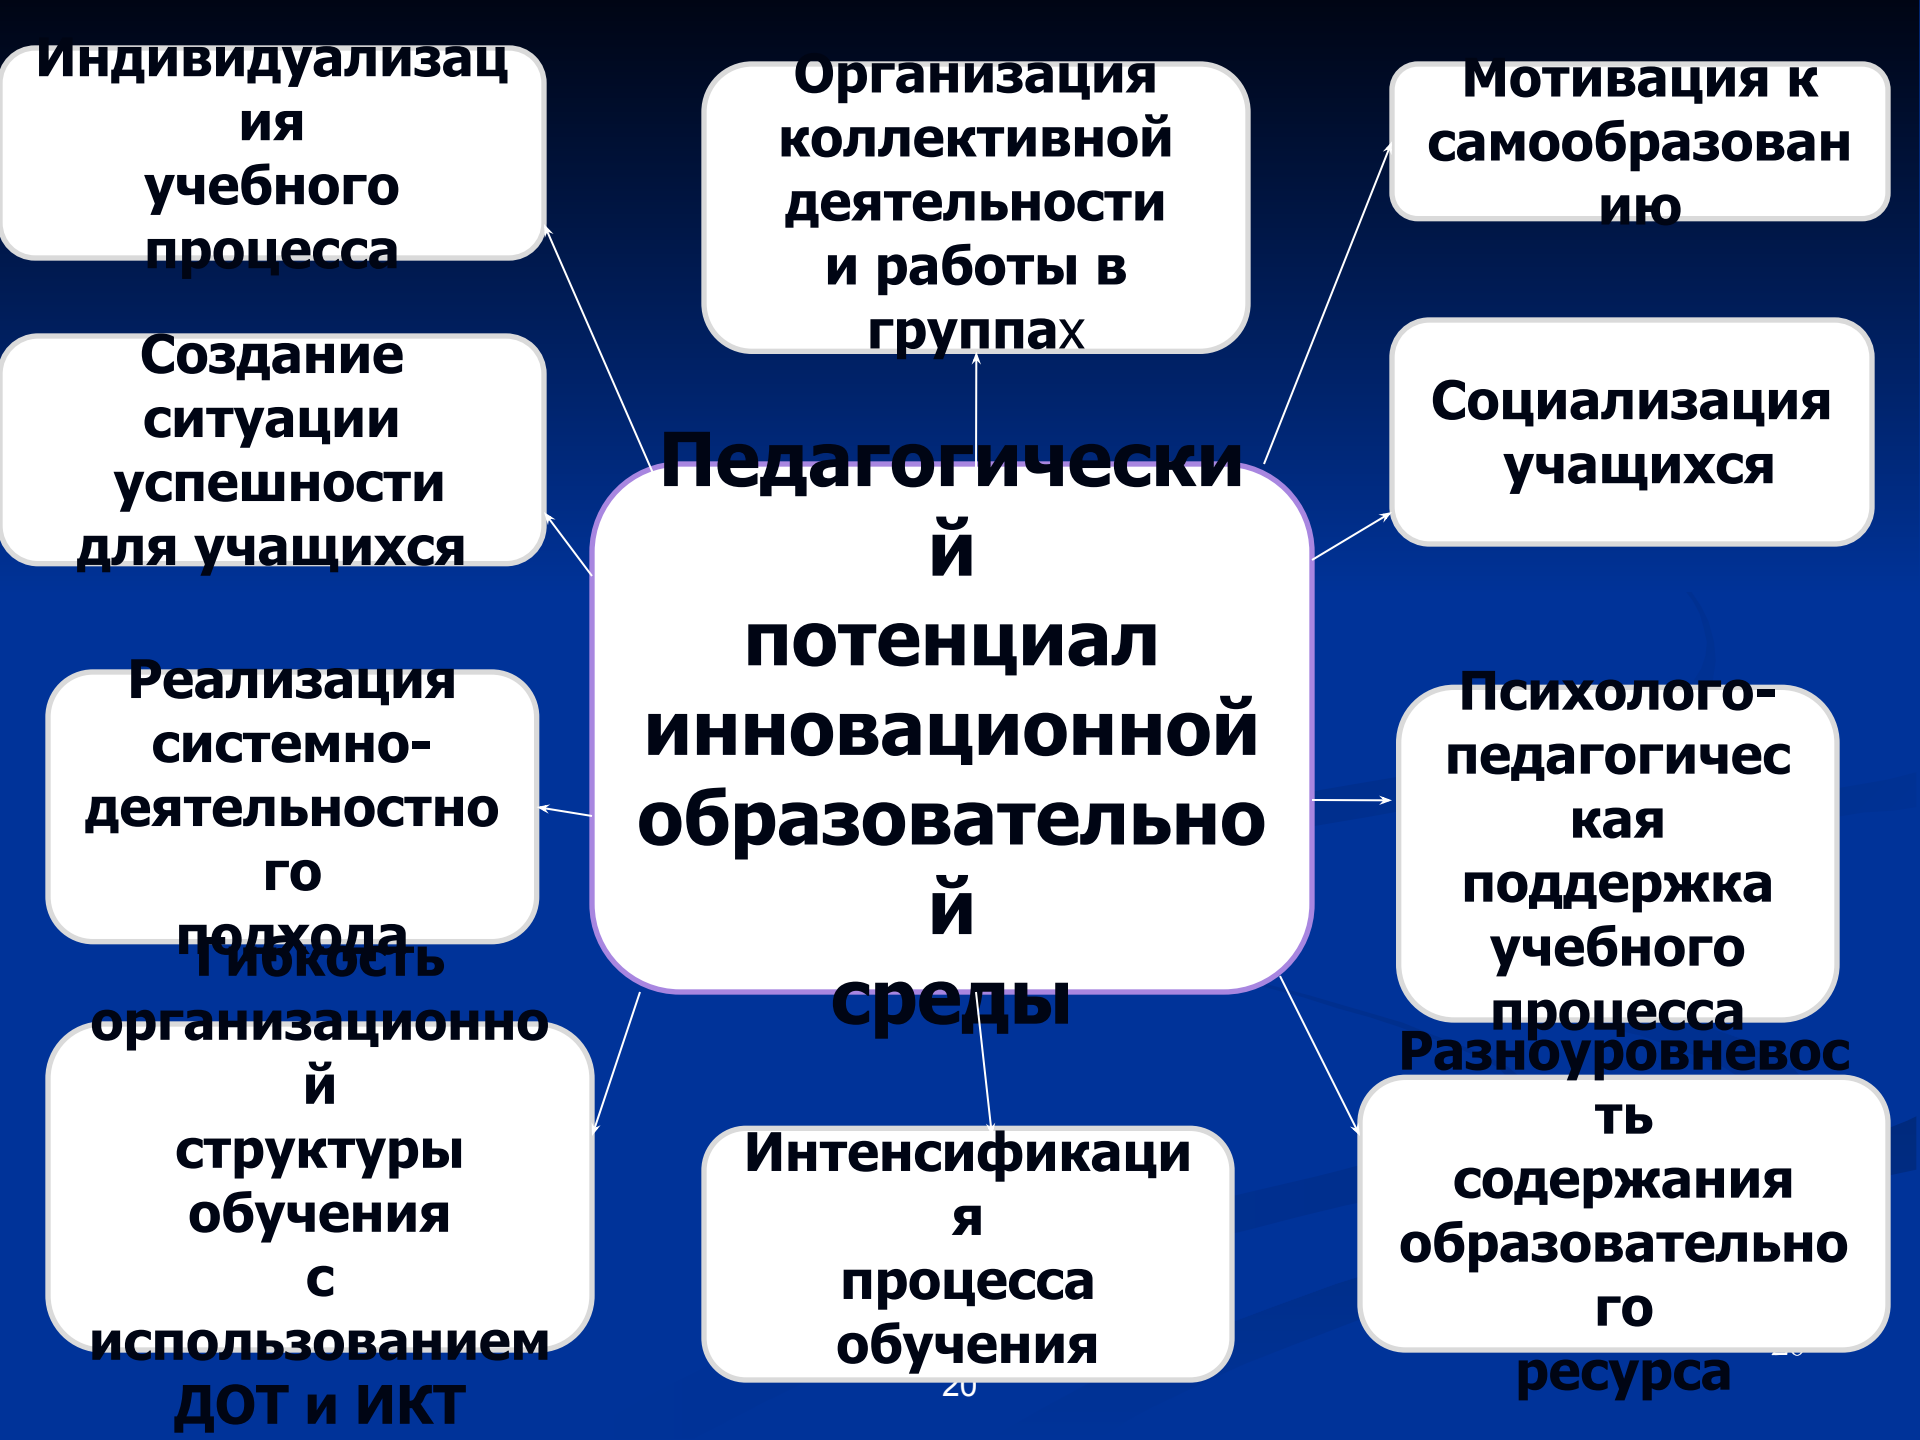 Индивидуализац
ия
учебного
процесса
Организация
коллективной
деятельности
и работы в
группах
Мотивация к
самообразован
ию
Создание
ситуации
успешности
для учащихся
Социализация
учащихся
Педагогически
й
потенциал
инновационной
образовательно
й
среды
Реализация
системно-
деятельностно
го
подхода
Психолого-
педагогичес
кая
поддержка
учебного
процесса
Гибкость
организационно
й
структуры
обучения
с
использованием
ДОТ и ИКТ
Интенсификаци
я
процесса
обучения
Разноуровневос
ть
содержания
образовательно
го
ресурса
20